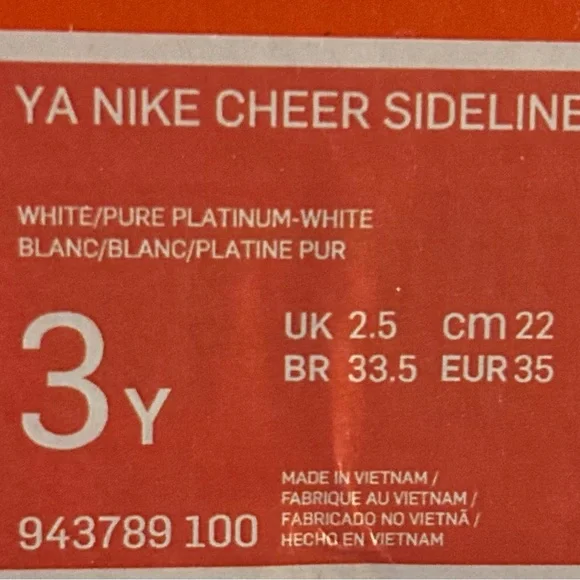 YA NIKE CHEER SIDELINE
WHITE/PURE PLATINUM-WHITE
BLANC/BLANC/PLATINE PUR
3Y
UK 2.5 cm 22
BR 33.5 EUR 35
MADE IN VIETNAM /
FABRIQUE AU VIETNAM /
FABRICADO NO VIETNÃ /
HECHO EN VIETNAM
943789 100